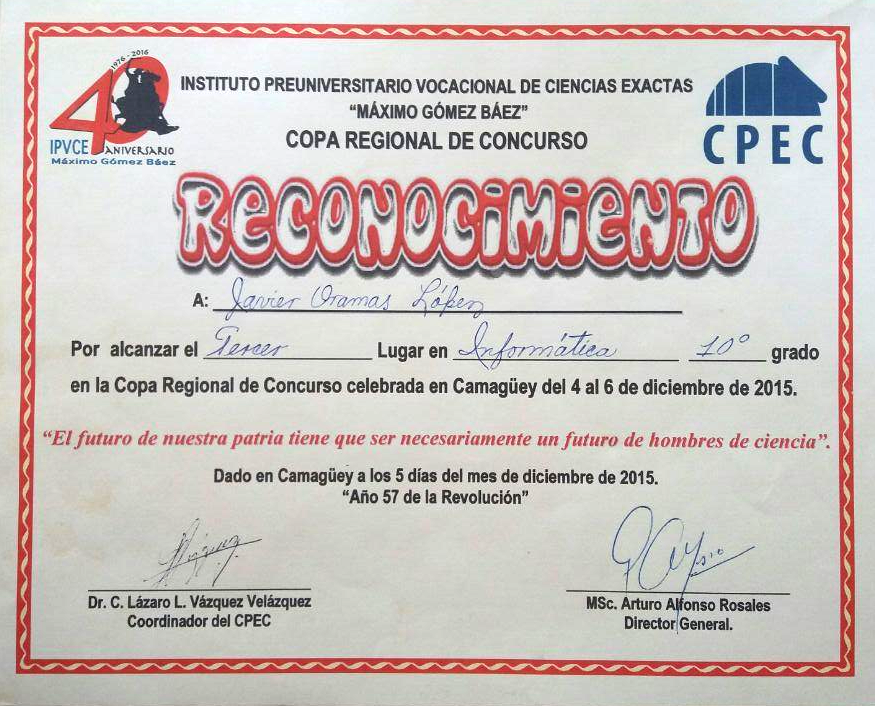 1976 - 2016
40
IPVCE ANIVERSARIO
Máximo Gómez Báez
INSTITUTO PREUNIVERSITARIO VOCACIONAL DE CIENCIAS EXACTAS
“MÁXIMO GÓMEZ BÁEZ”
COPA REGIONAL DE CONCURSO
CPEC
RECONOCIMIENTO
A: Javier Oramas López
Por alcanzar el Tercer Lugar en Informática 10° grado
en la Copa Regional de Concurso celebrada en Camagüey del 4 al 6 de diciembre de 2015.
“El futuro de nuestra patria tiene que ser necesariamente un futuro de hombres de ciencia”.
Dado en Camagüey a los 5 días del mes de diciembre de 2015.
“Año 57 de la Revolución”
Dr. C. Lázaro L. Vázquez Velázquez
Coordinador del CPEC
MSc. Arturo Alfonso Rosales
Director General.